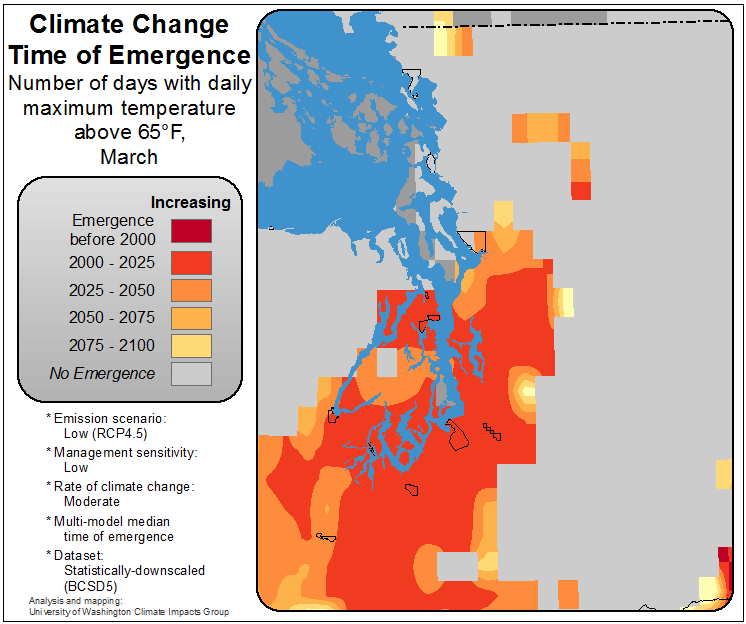 Climate Change
Time of Emergence
Number of days with daily
maximum temperature
above 65°F,
March
Increasing
Emergence
before 2000
2000 - 2025
2025 - 2050
2050 - 2075
2075 - 2100
No Emergence
* Emission scenario:
Low (RCP4.5)
* Management sensitivity:
Low
* Rate of climate change:
Moderate
* Multi-model median
time of emergence
* Dataset:
Statistically-downscaled
(BCSD5)
Analysis and mapping:
University of Washington Climate Impacts Group